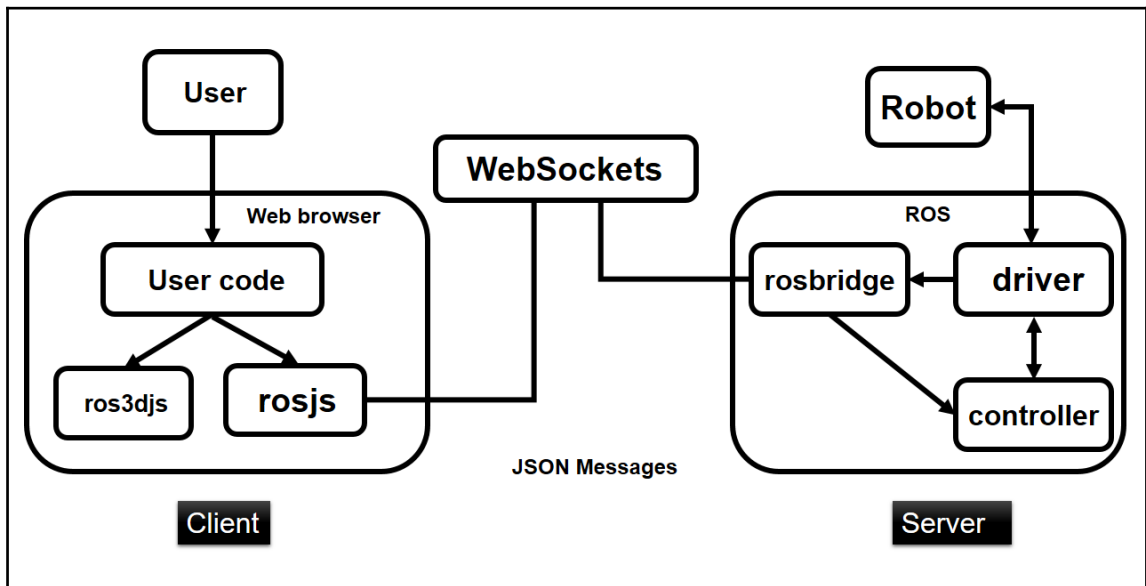 User
Robot
WebSockets
Web browser
ROS
User code
rosbridge
driver
ros3djs
rosjs
controller
JSON Messages
Client
Server